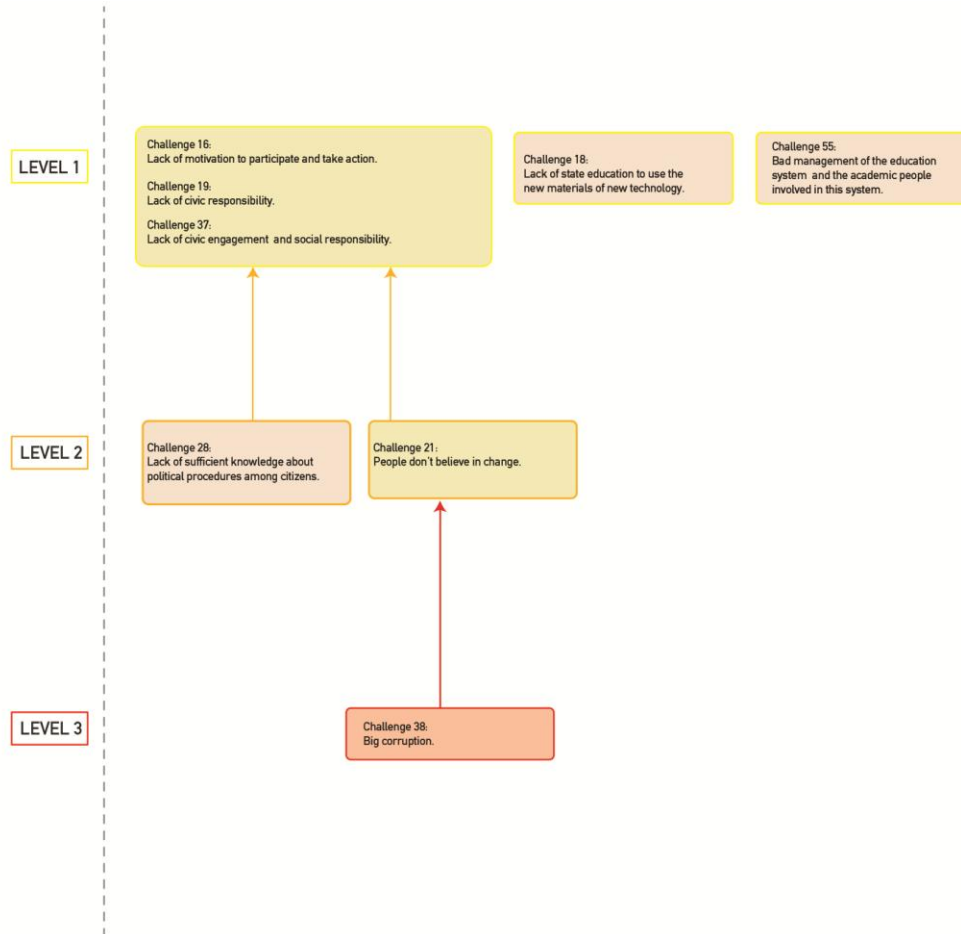 LEVEL 1
Challenge 16:
Lack of motivation to participate and take action.
Challenge 19:
Lack of civic responsibility.
Challenge 37:
Lack of civic engagement and social responsibility.
Challenge 18:
Lack of state education to use the
new materials of new technology.
Challenge 55:
Bad management of the education
system and the academic people
involved in this system.
LEVEL 2
Challenge 28:
Lack of sufficient knowledge about
political procedures among citizens.
Challenge 21:
People don't believe in change.
LEVEL 3
Challenge 38:
Big corruption.